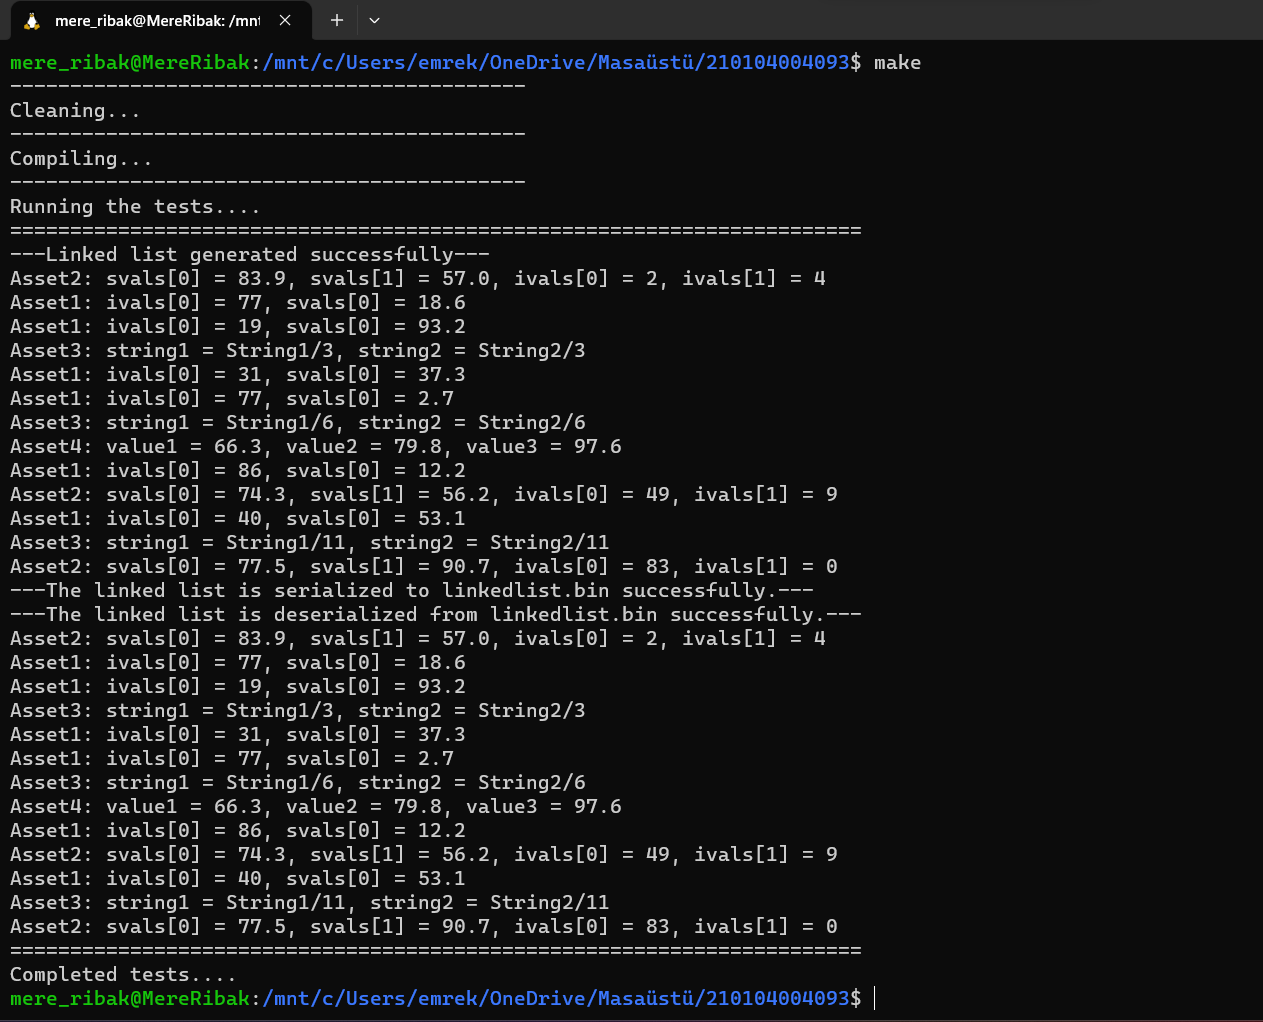 mere_ribak@MereRibak: /mnt
mere_ribak@MereRibak:/mnt/c/Users/emrek/OneDrive/Masaüstü/210104004093$ make
-------------------------------------------
Cleaning...
-------------------------------------------
Compiling...
-------------------------------------------
Running the tests....
=======================================================================
---Linked list generated successfully---
Asset2: svals[0] = 83.9, svals[1] = 57.0, ivals[0] = 2, ivals[1] = 4
Asset1: ivals[0] = 77, svals[0] = 18.6
Asset1: ivals[0] = 19, svals[0] = 93.2
Asset3: string1 = String1/3, string2 = String2/3
Asset1: ivals[0] = 31, svals[0] = 37.3
Asset1: ivals[0] = 77, svals[0] = 2.7
Asset3: string1 = String1/6, string2 = String2/6
Asset4: value1 = 66.3, value2 = 79.8, value3 = 97.6
Asset1: ivals[0] = 86, svals[0] = 12.2
Asset2: svals[0] = 74.3, svals[1] = 56.2, ivals[0] = 49, ivals[1] = 9
Asset1: ivals[0] = 40, svals[0] = 53.1
Asset3: string1 = String1/11, string2 = String2/11
Asset2: svals[0] = 77.5, svals[1] = 90.7, ivals[0] = 83, ivals[1] = 0
---The linked list is serialized to linkedlist.bin successfully.---
---The linked list is deserialized from linkedlist.bin successfully.---
Asset2: svals[0] = 83.9, svals[1] = 57.0, ivals[0] = 2, ivals[1] = 4
Asset1: ivals[0] = 77, svals[0] = 18.6
Asset1: ivals[0] = 19, svals[0] = 93.2
Asset3: string1 = String1/3, string2 = String2/3
Asset1: ivals[0] = 31, svals[0] = 37.3
Asset1: ivals[0] = 77, svals[0] = 2.7
Asset3: string1 = String1/6, string2 = String2/6
Asset4: value1 = 66.3, value2 = 79.8, value3 = 97.6
Asset1: ivals[0] = 86, svals[0] = 12.2
Asset2: svals[0] = 74.3, svals[1] = 56.2, ivals[0] = 49, ivals[1] = 9
Asset1: ivals[0] = 40, svals[0] = 53.1
Asset3: string1 = String1/11, string2 = String2/11
Asset2: svals[0] = 77.5, svals[1] = 90.7, ivals[0] = 83, ivals[1] = 0
=======================================================================
Completed tests....
mere_ribak@MereRibak:/mnt/c/Users/emrek/OneDrive/Masaüstü/210104004093$